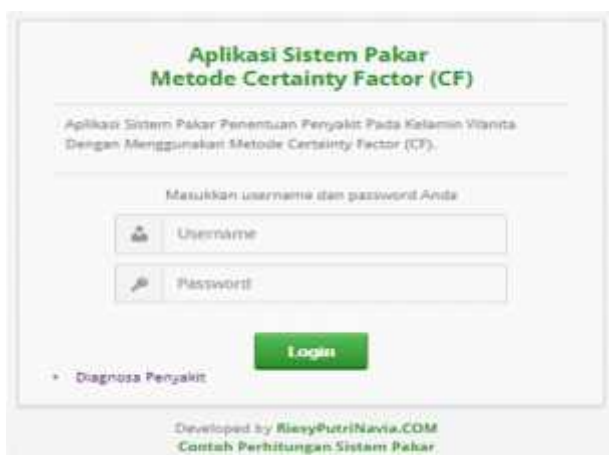 Aplikasi Sistem Pakar
Metode Certainty Factor (CF)
Aplikasi Sistem Pakar Penentuan Penyakit Pada Kelamin Wanita
Dengan Menggunakan Metode Certainty Factor (CF).
Masukkan username dan password Anda
Username
Password
Login
Diagnosa Penyakit
Developed by RiesyPutriNavia.COM
Contoh Perhitungan Sistem Pakar